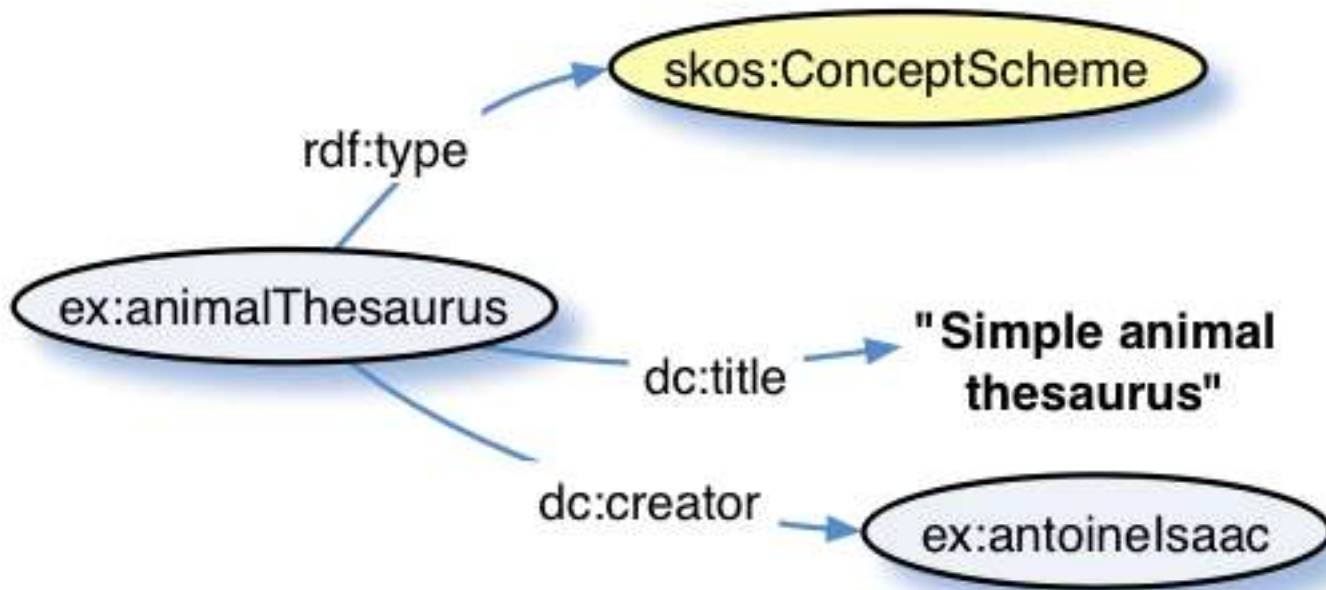 skos:ConceptScheme
rdf:type
ex:animalThesaurus
"Simple animal
thesaurus"
dc:title
dc:creator
ex:antoineIsaac